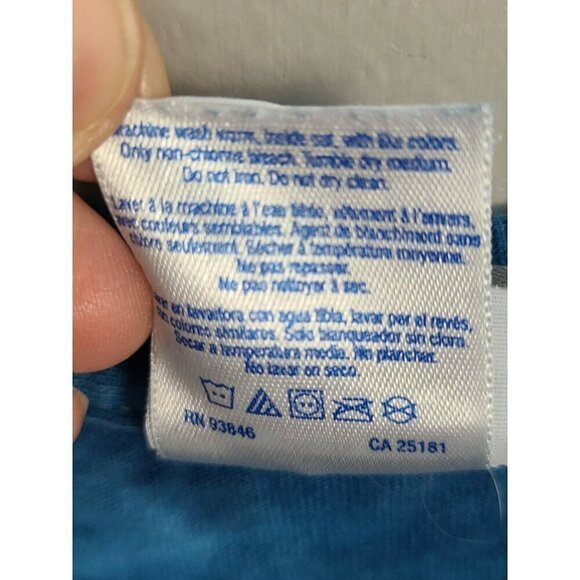 Machine wash warm, inside out, with like colors.
Only non-chlorine bleach. Tumble dry medium.
Do not iron. Do not dry clean.
Laver à la machine à l'eau tiède, vêtement à l'envers,
avec couleurs semblables. Agent de blanchiment sans
chlore seulement. Sécher à température moyenne.
Ne pas repasser.
Ne pas nettoyer à sec.
en lavadora con agua tibia, lavar por el revés,
con colores similares. Solo blanqueador sin cloro.
Secar a temperatura media. No planchar.
No lavar en seco.
RN 93846 CA 25181